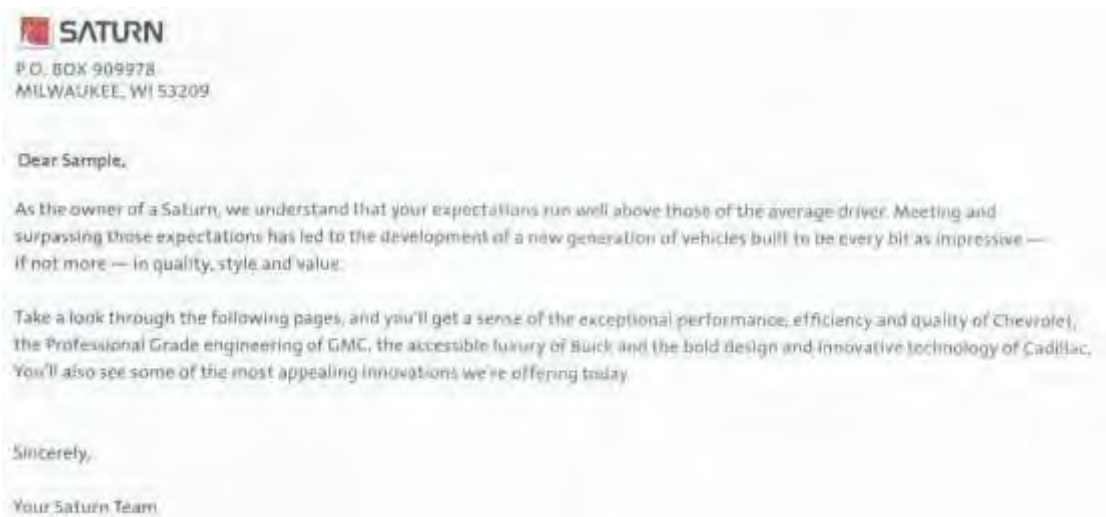 SATURN
P.O. BOX 909978
MILWAUKEE, WI 53209
Dear Sample,
As the owner of a Saturn, we understand that your expectations run well above those of the average driver. Meeting and
surpassing those expectations has led to the development of a new generation of vehicles built to be every bit as impressive —
if not more — in quality, style and value.
Take a look through the following pages, and you'll get a sense of the exceptional performance, efficiency and quality of Chevrolet,
the Professional Grade engineering of GMC, the accessible luxury of Buick and the bold design and innovative technology of Cadillac.
You'll also see some of the most appealing innovations we're offering today.
Sincerely,
Your Saturn Team